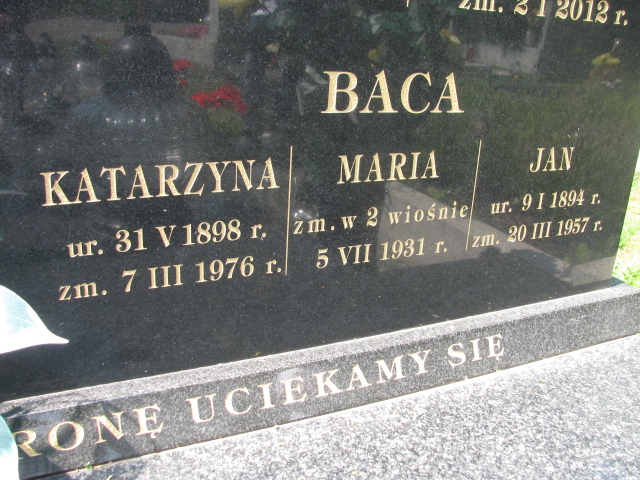 zm. 2 I 2012 r.
BACA
KATARZYNA
ur. 31 V 1898 r.
zm. 7 III 1976 r.
MARIA
zm. w 2 wiośnie
5 VII 1931 r.
JAN
ur. 9 I 1894 r.
zm. 20 III 1957 r.
RONĘ UCIEKAMY SIĘ